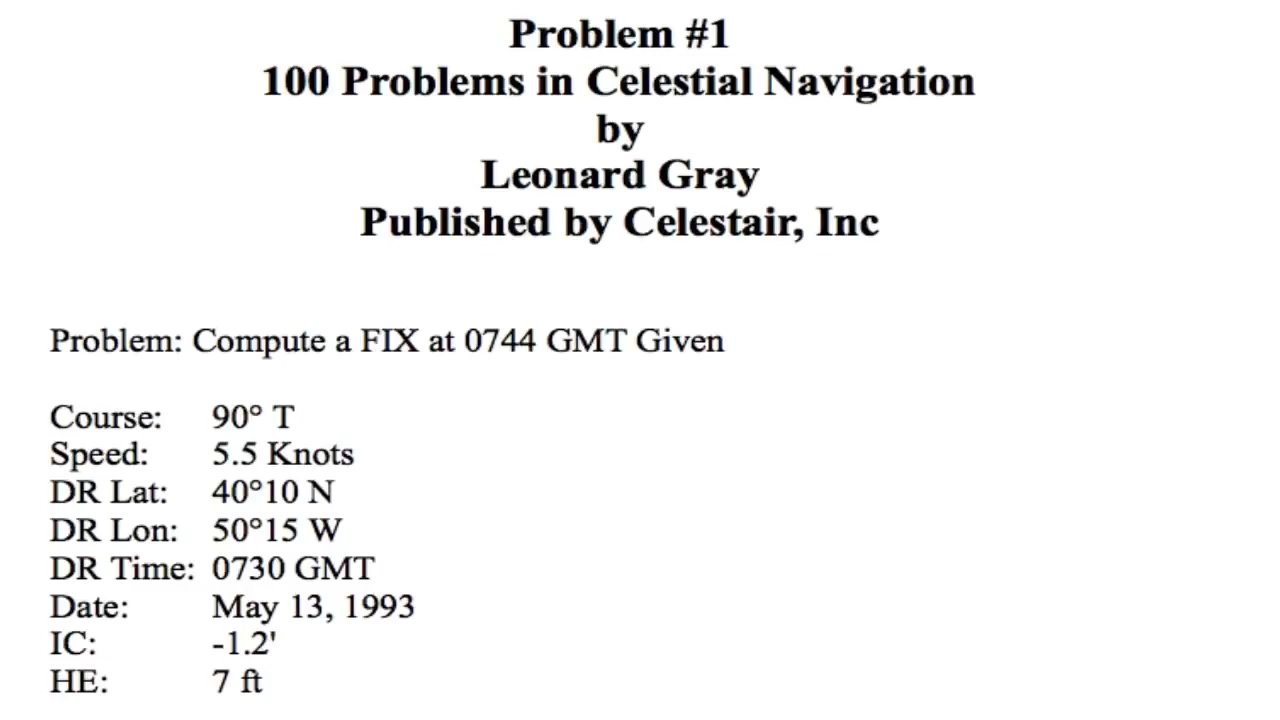 Problem #1
100 Problems in Celestial Navigation
by
Leonard Gray
Published by Celestair, Inc
Problem: Compute a FIX at 0744 GMT Given
Course: 90° T
Speed: 5.5 Knots
DR Lat: 40°10 N
DR Lon: 50°15 W
DR Time: 0730 GMT
Date: May 13, 1993
IC: -1.2'
HE: 7 ft